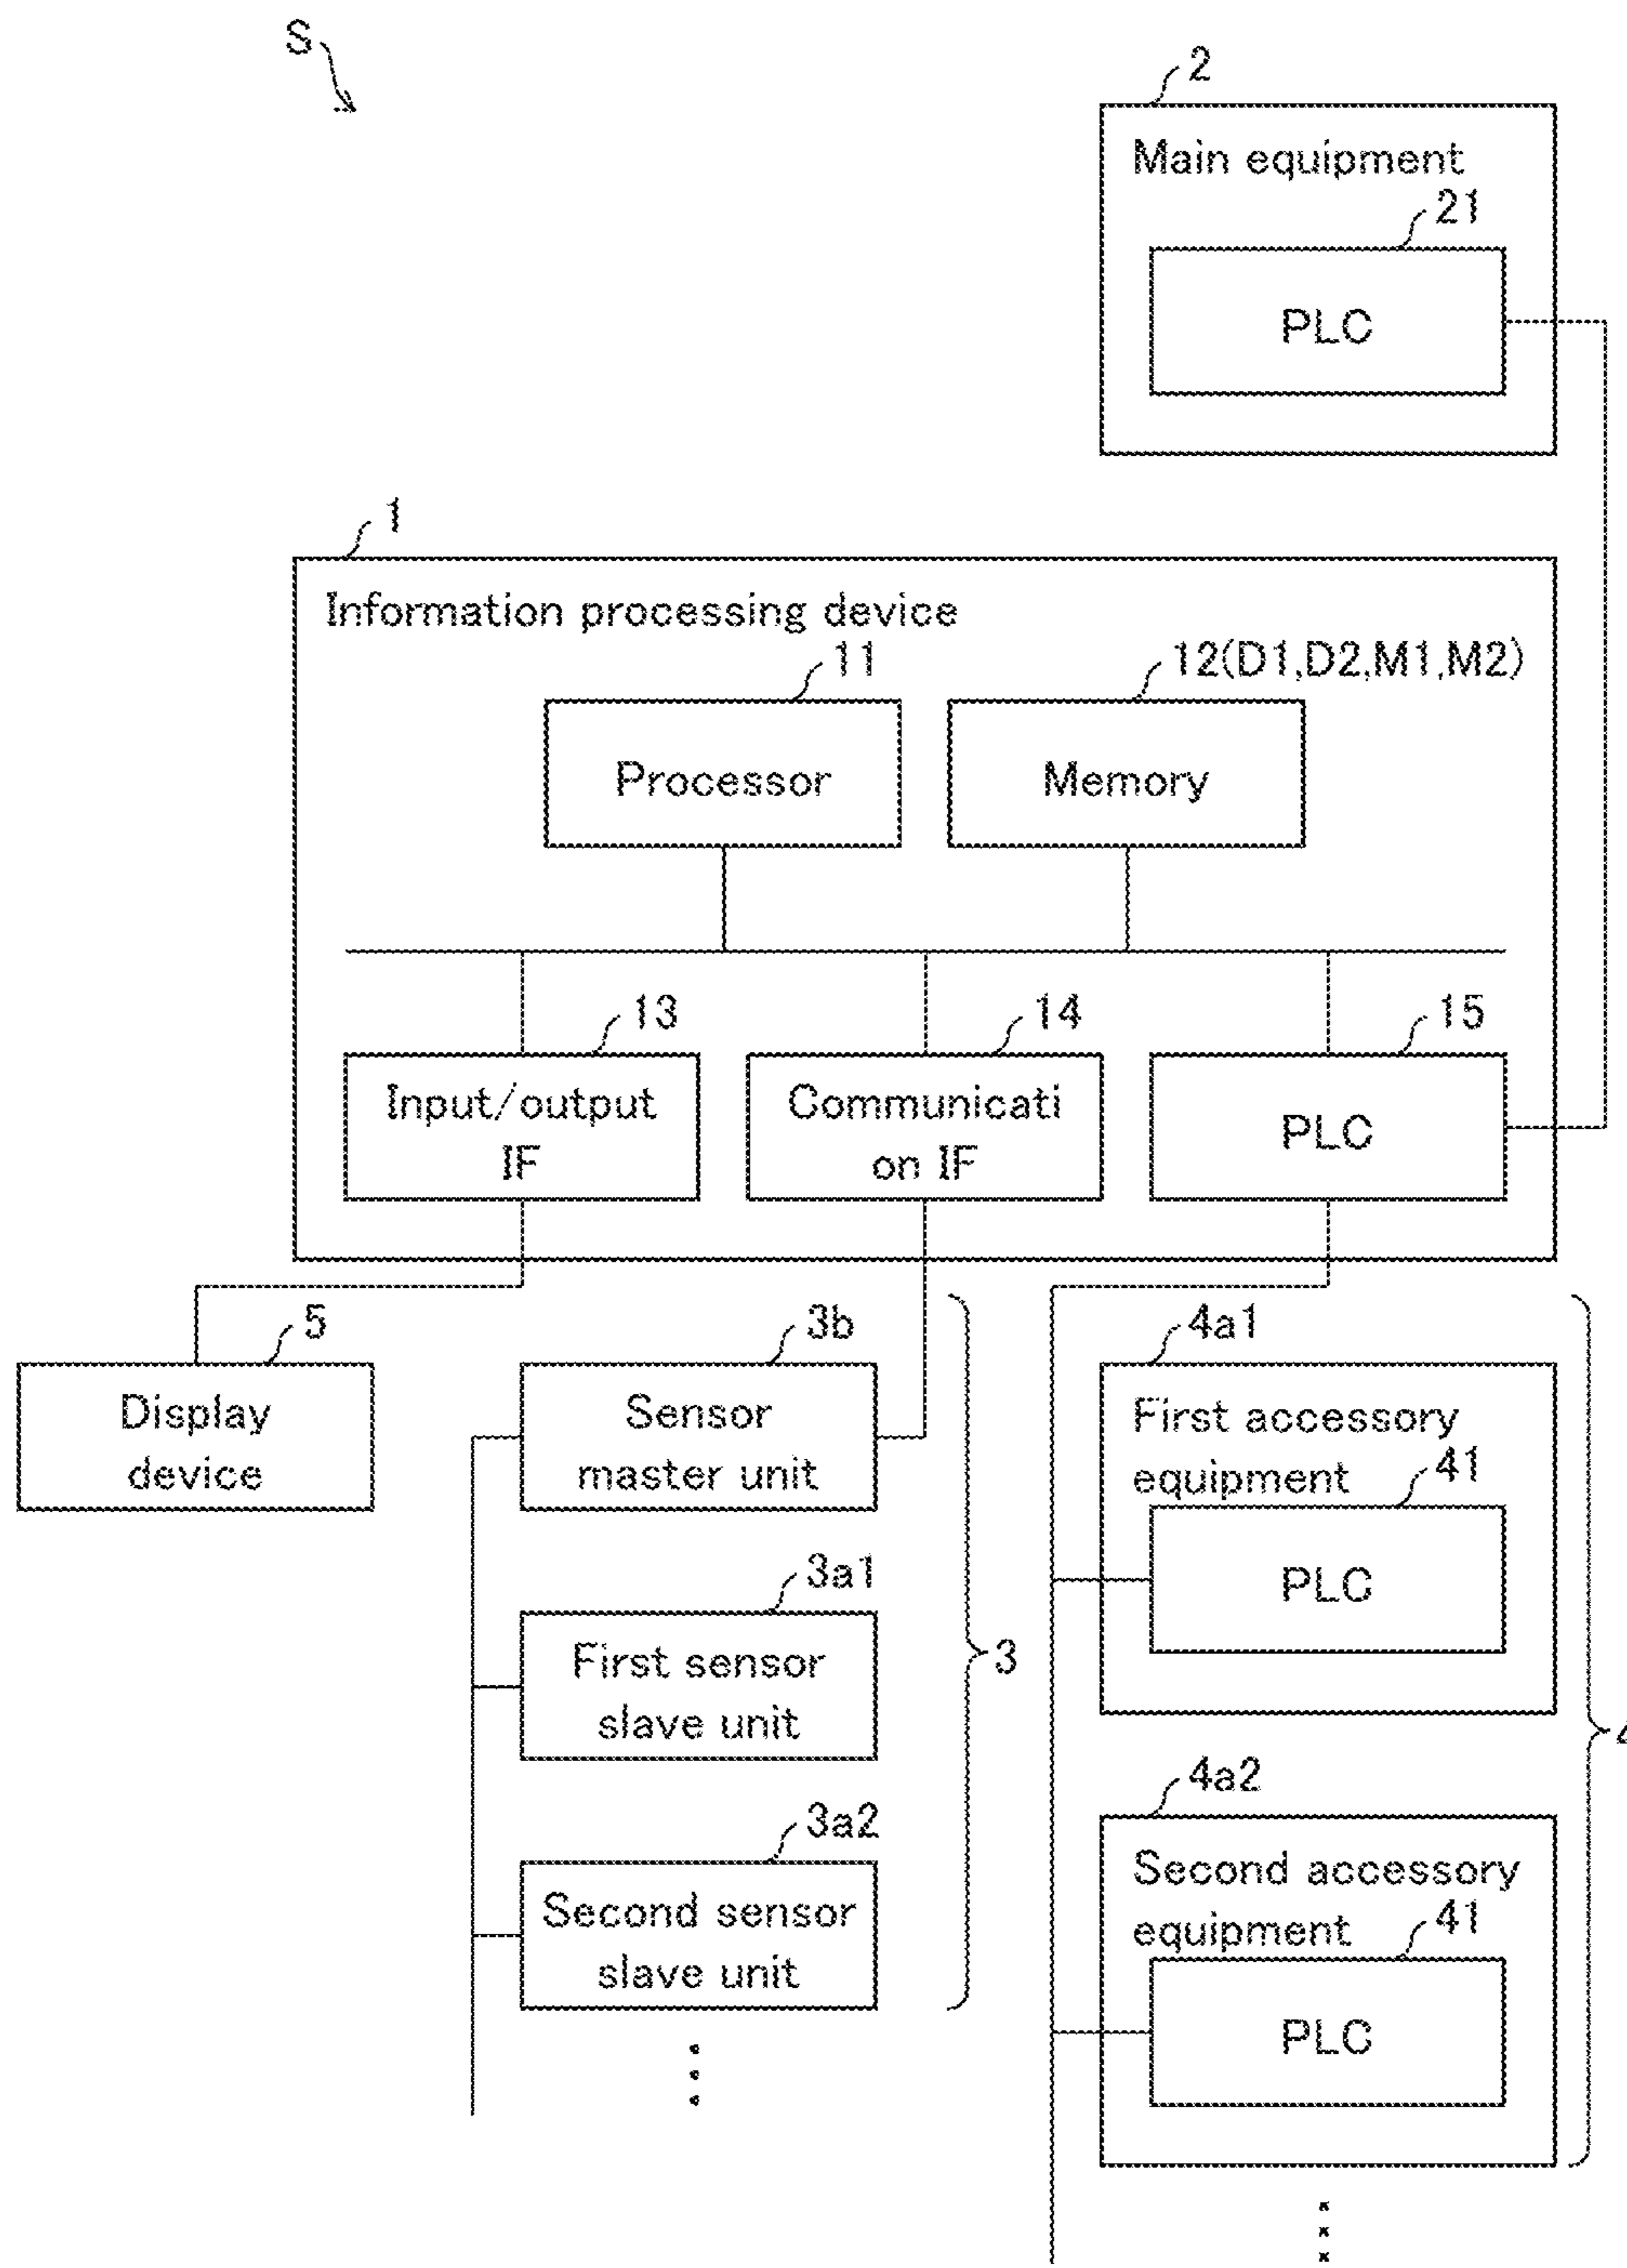 S
2
Main equipment
21
PLC
1
Information processing device
11
12(D1,D2,M1,M2)
Processor
Memory
13
14
15
Input/output
IF
Communicati
on IF
PLC
5
Display
device
3b
Sensor
master unit
3a1
First sensor
slave unit
3a2
Second sensor
slave unit
3
4a1
First accessory
equipment
41
PLC
4a2
Second accessory
equipment
41
PLC
4